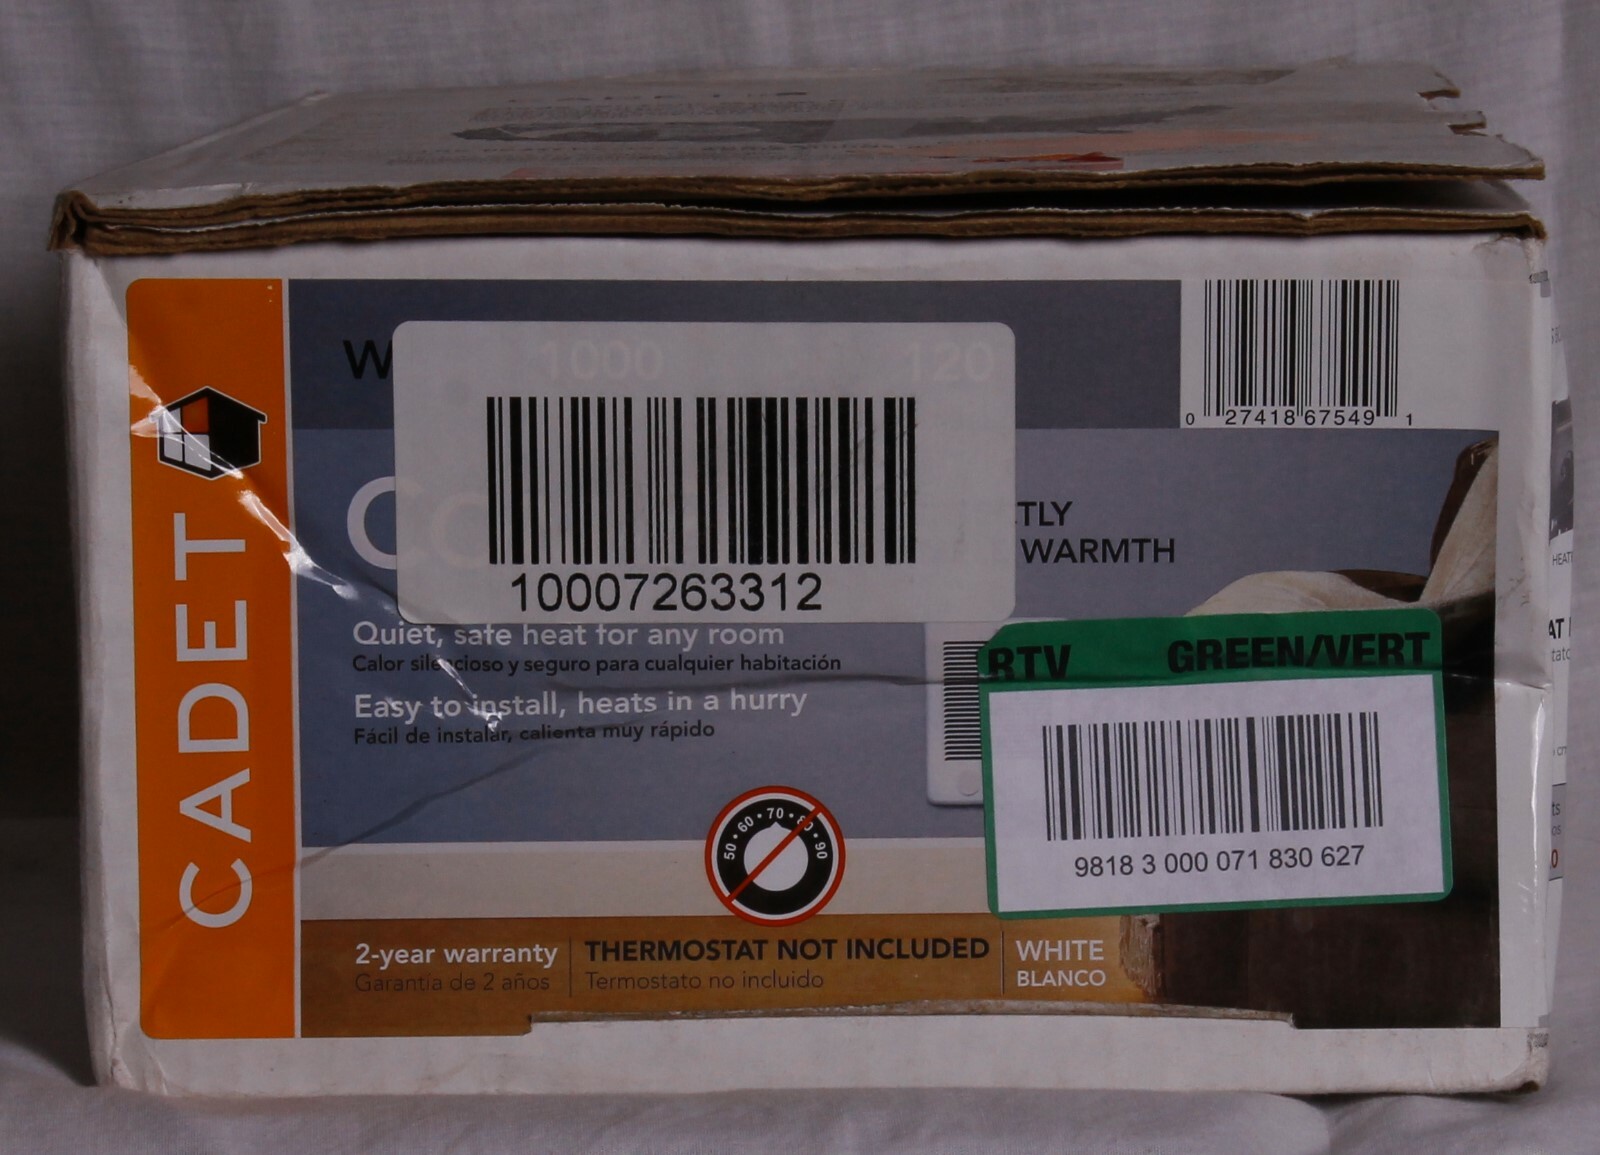 CADET
W
1000
120
0 27418 67549 1
Co
TLY
WARMTH
10007263312
Quiet, safe heat for any room
Calor silencioso y seguro para cualquier habitación
Easy to install, heats in a hurry
Fácil de instalar, calienta muy rápido
RTV GREEN/VERT
9818 3 000 071 830 627
50 · 60 · 70 · 80 · 90
2-year warranty
Garantía de 2 años
THERMOSTAT NOT INCLUDED
Termostato no incluido
WHITE
BLANCO